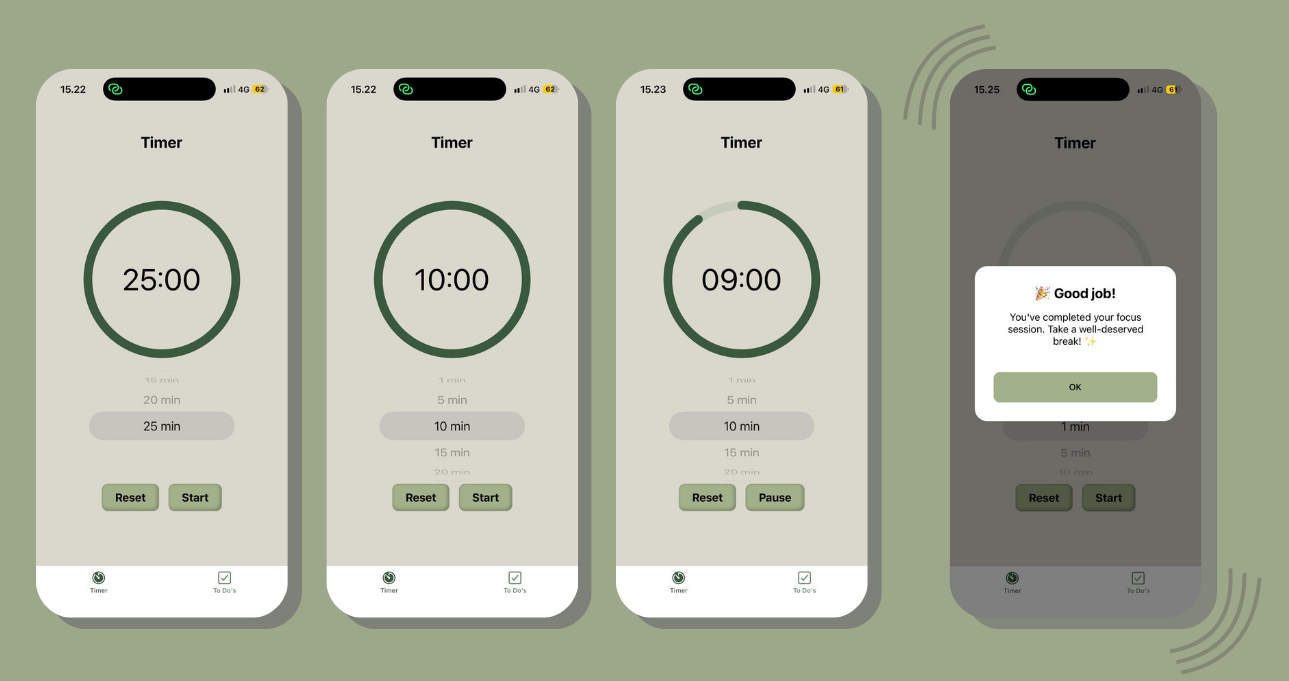 15.22
4G 62
Timer
25:00
15 min
20 min
25 min
Reset
Start
Timer
To Do's
15.22
4G 62
Timer
10:00
1 min
5 min
10 min
15 min
20 min
Reset
Start
Timer
To Do's
15.23
4G 61
Timer
09:00
1 min
5 min
10 min
15 min
20 min
Reset
Pause
Timer
To Do's
15.25
4G 61
Timer
🎉 Good job!
You've completed your focus
session. Take a well-deserved
break! ✨
OK
1 min
5 min
10 min
Reset
Start
Timer
To Do's